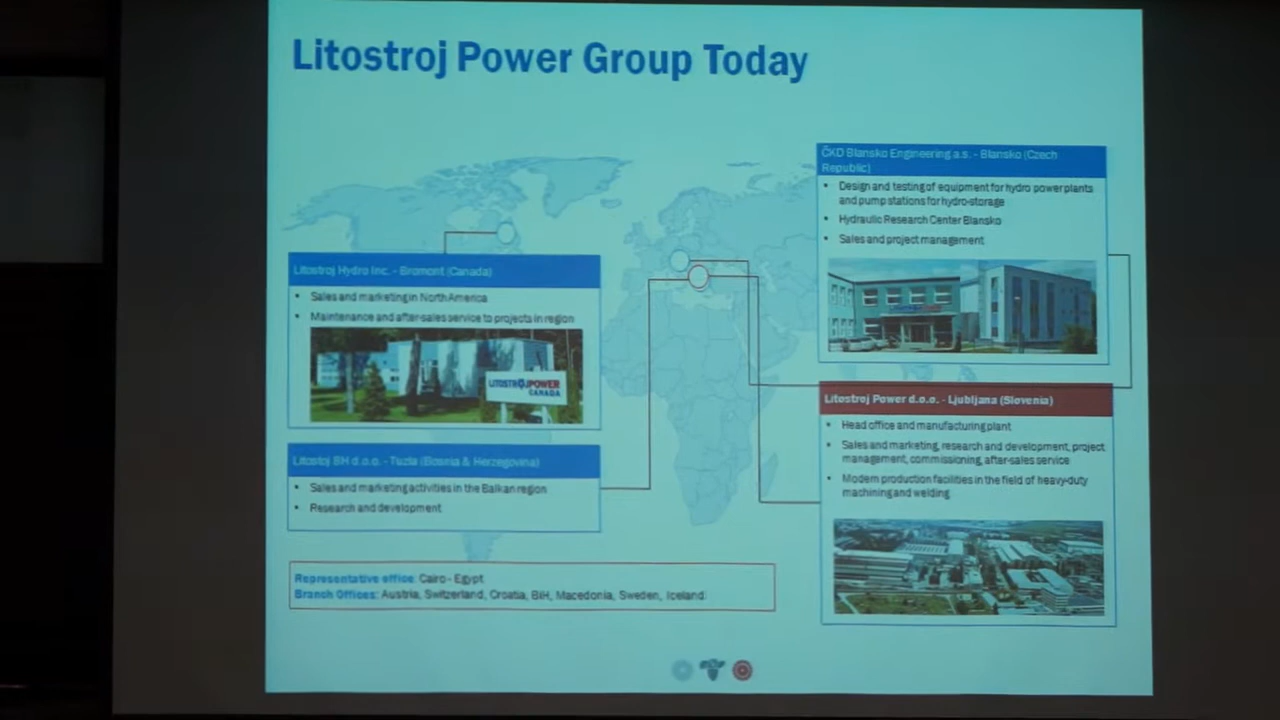 Litostroj Power Group Today
Litostroj Hydro Inc. - Bromont (Canada)
• Sales and marketing in North America
• Maintenance and after-sales service to projects in region
LITOSTROJPOWER
CANADA
Litostoj BH d.o.o. - Tuzla (Bosnia & Herzegovina)
• Sales and marketing activities in the Balkan region
• Research and development
Representative office: Cairo - Egypt
Branch Offices: Austria, Switzerland, Croatia, BiH, Macedonia, Sweden, Iceland
ČKD Blansko Engineering a.s. - Blansko (Czech
Republic)
• Design and testing of equipment for hydro power plants
and pump stations for hydro-storage
• Hydraulic Research Center Blansko
• Sales and project management
Litostroj Power d.o.o. - Ljubljana (Slovenia)
• Head office and manufacturing plant
• Sales and marketing, research and development, project
management, commissioning, after-sales service
• Modern production facilities in the field of heavy-duty
machining and welding